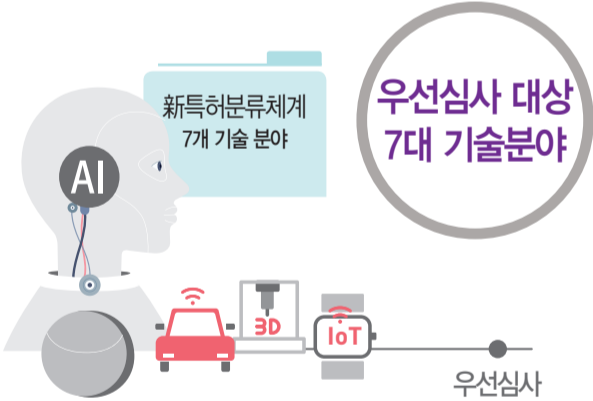 新특허분류체계
7개 기술 분야
우선심사 대상
7대 기술분야
AI
3D
IoT
우선심사